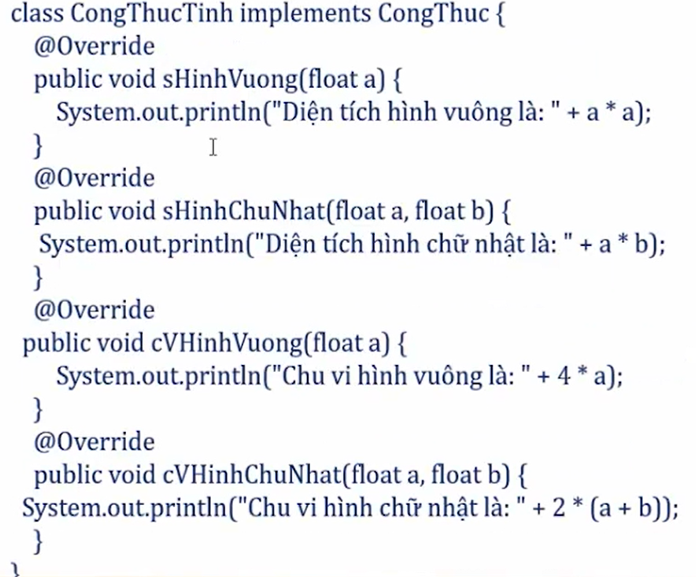 class CongThucTinh implements CongThuc {
@Override
public void sHinhVuong(float a) {
System.out.println("Diện tích hình vuông là: " + a * a);
}
@Override
public void sHinhChuNhat(float a, float b) {
System.out.println("Diện tích hình chữ nhật là: " + a * b);
}
@Override
public void cVHinhVuong(float a) {
System.out.println("Chu vi hình vuông là: " + 4 * a);
}
@Override
public void cVHinhChuNhat(float a, float b) {
System.out.println("Chu vi hình chữ nhật là: " + 2 * (a + b));
}
}